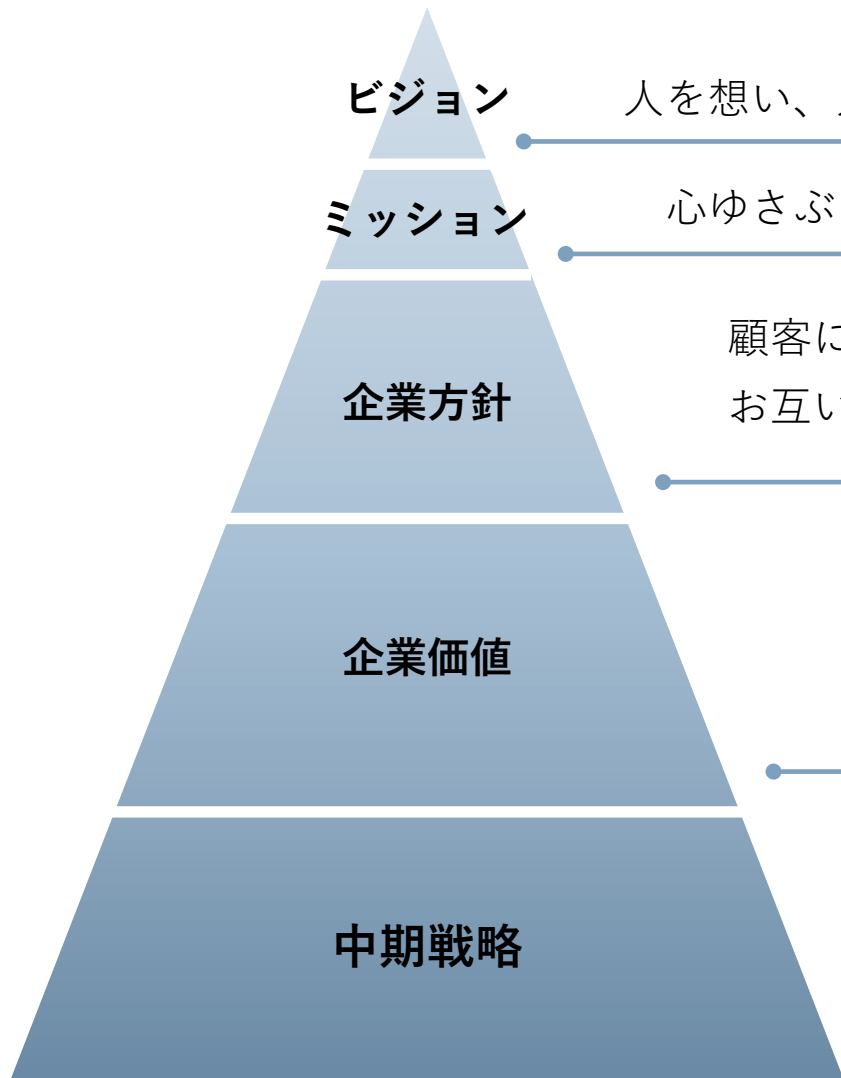 ビジョン
人を想い、
ミッション
心ゆさぶ
顧客に
お互い
企業方針
企業価値
中期戦略